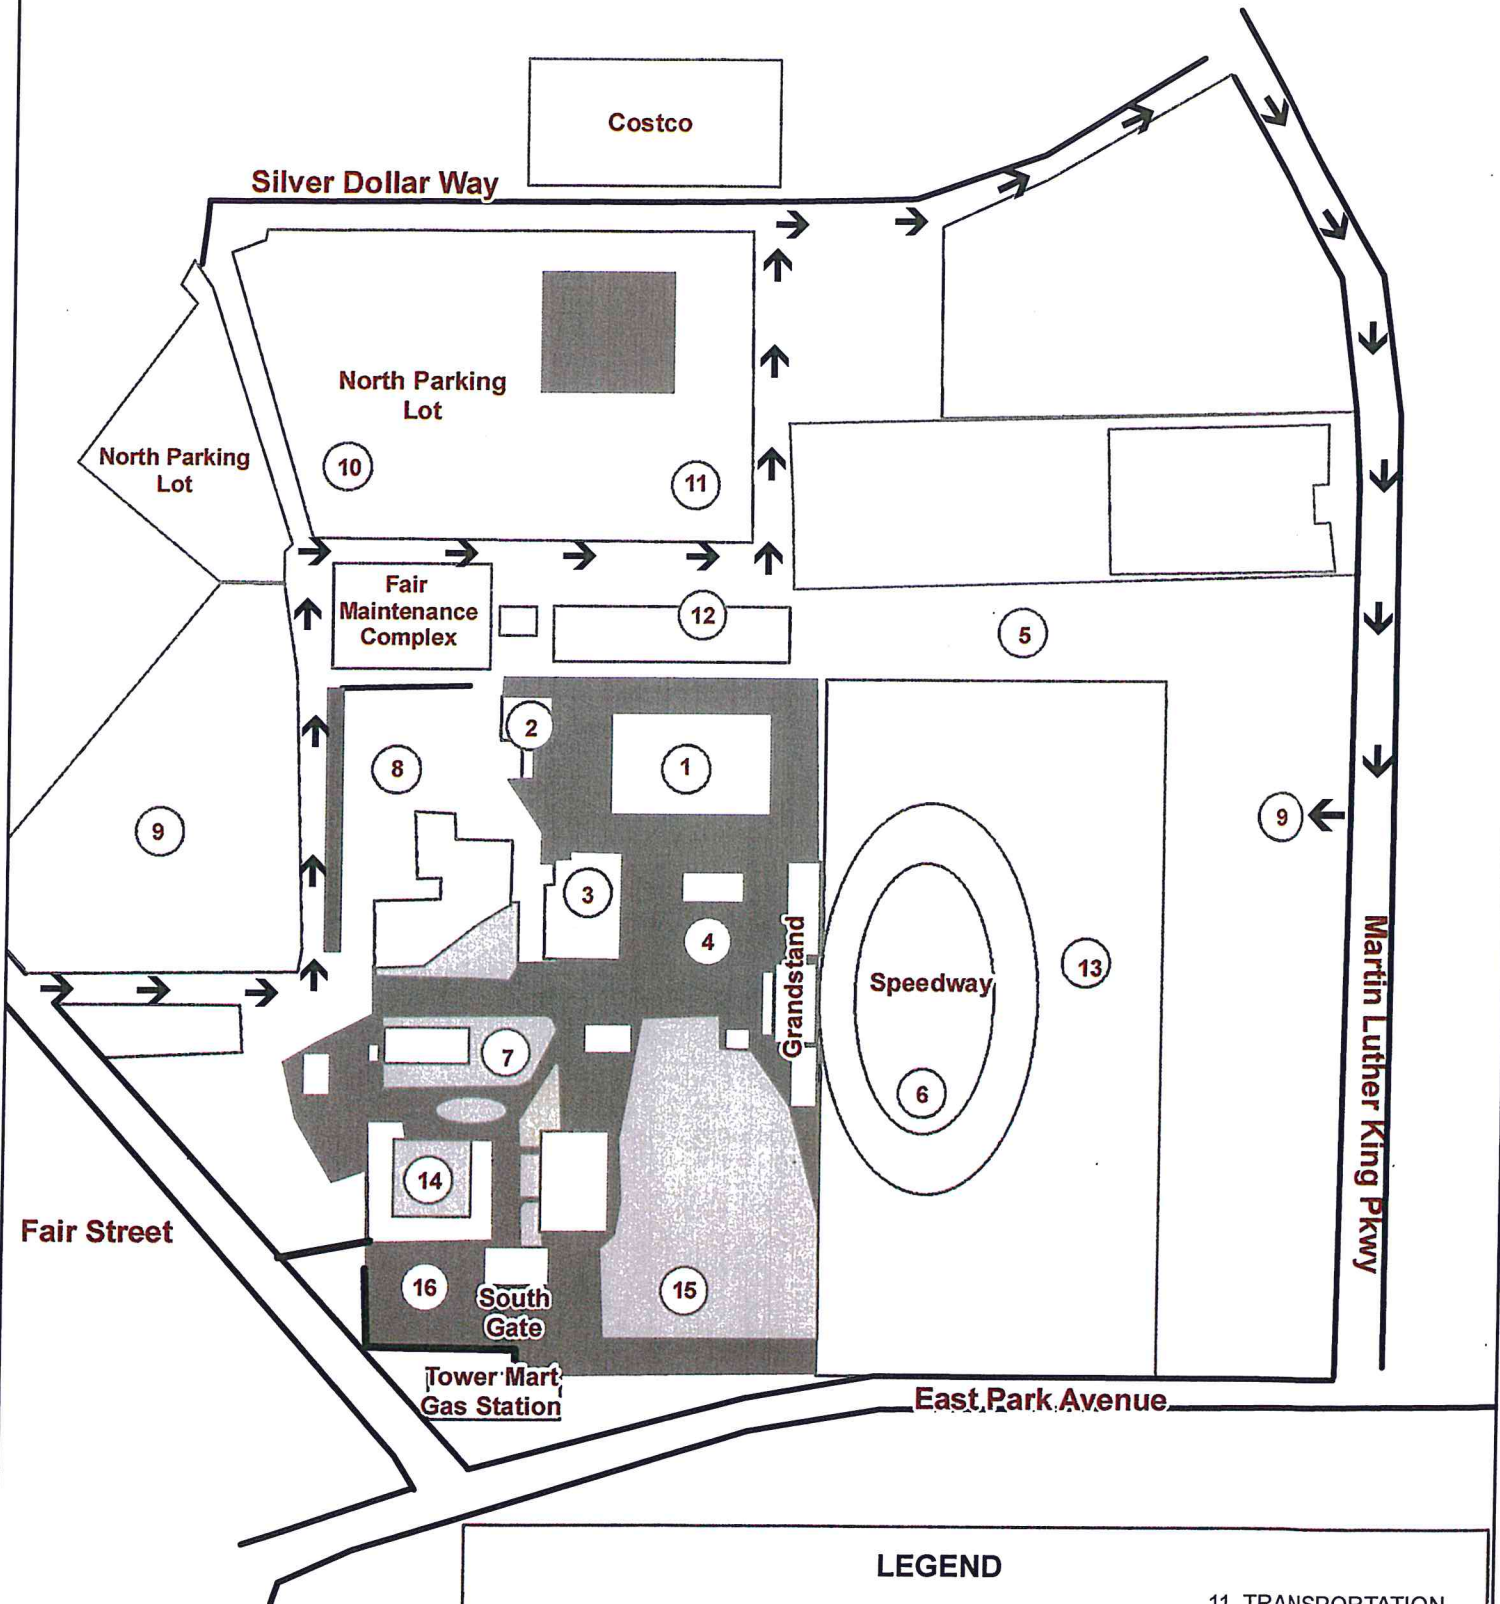 Costco
Silver Dollar Way
North Parking
Lot
North Parking
Lot
10
11
Fair
Maintenance
Complex
12
5
2
1
8
9
9
3
4
Grandstand
Speedway
13
Martin Luther King Pkwy
7
6
14
Fair Street
16
15
South
Gate
Tower Mart
Gas Station
East Park Avenue
LEGEND
11 TRANSPORTATION